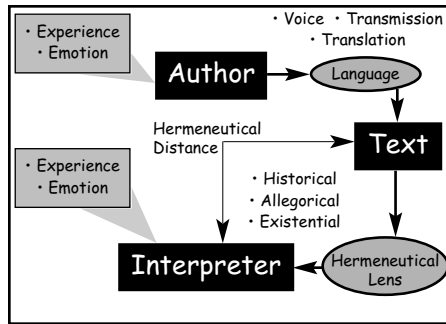 · Experience
· Emotion
· Voice · Transmission
· Translation
Author
Language
Hermeneutical
Distance
Text
· Experience
· Emotion
· Historical
· Allegorical
· Existential
Interpreter
Hermeneutical
Lens